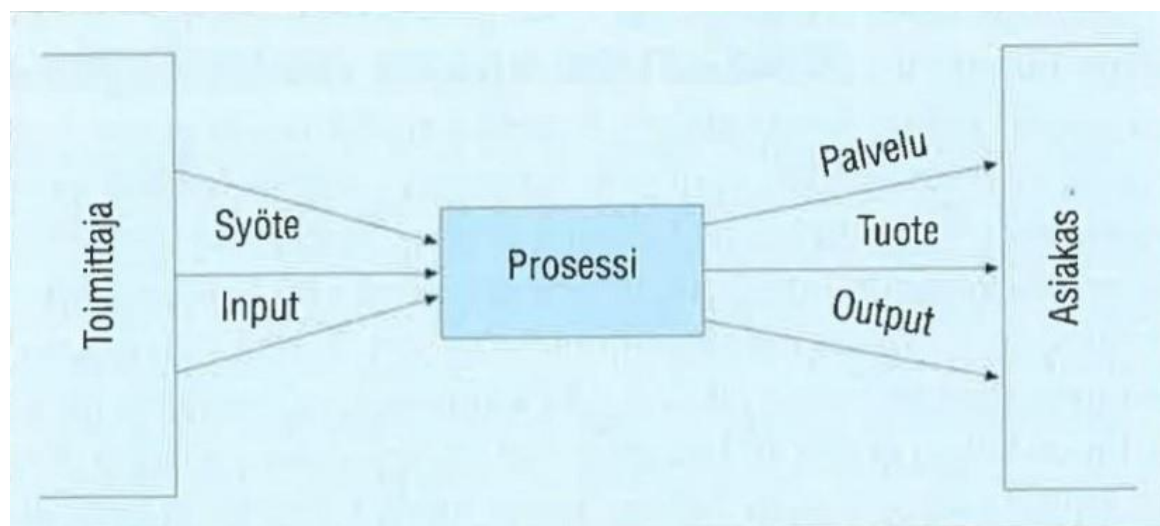 Toimittaja
Syöte
Input
Prosessi
Palvelu
Tuote
Output
Asiakas